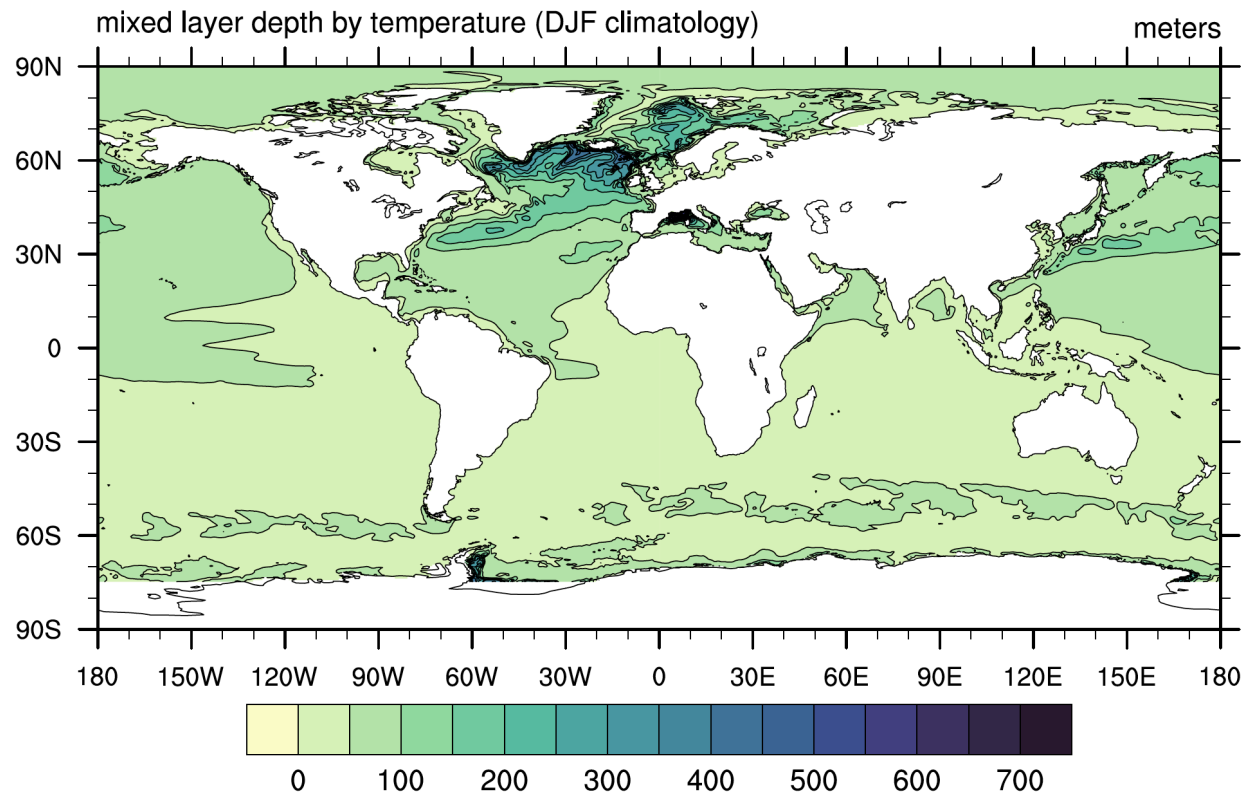 mixed layer depth by temperature (DJF climatology) meters
90N
60N
30N
0
30S
60S
90S
180 150W 120W 90W 60W 30W 0 30E 60E 90E 120E 150E 180
0 100 200 300 400 500 600 700